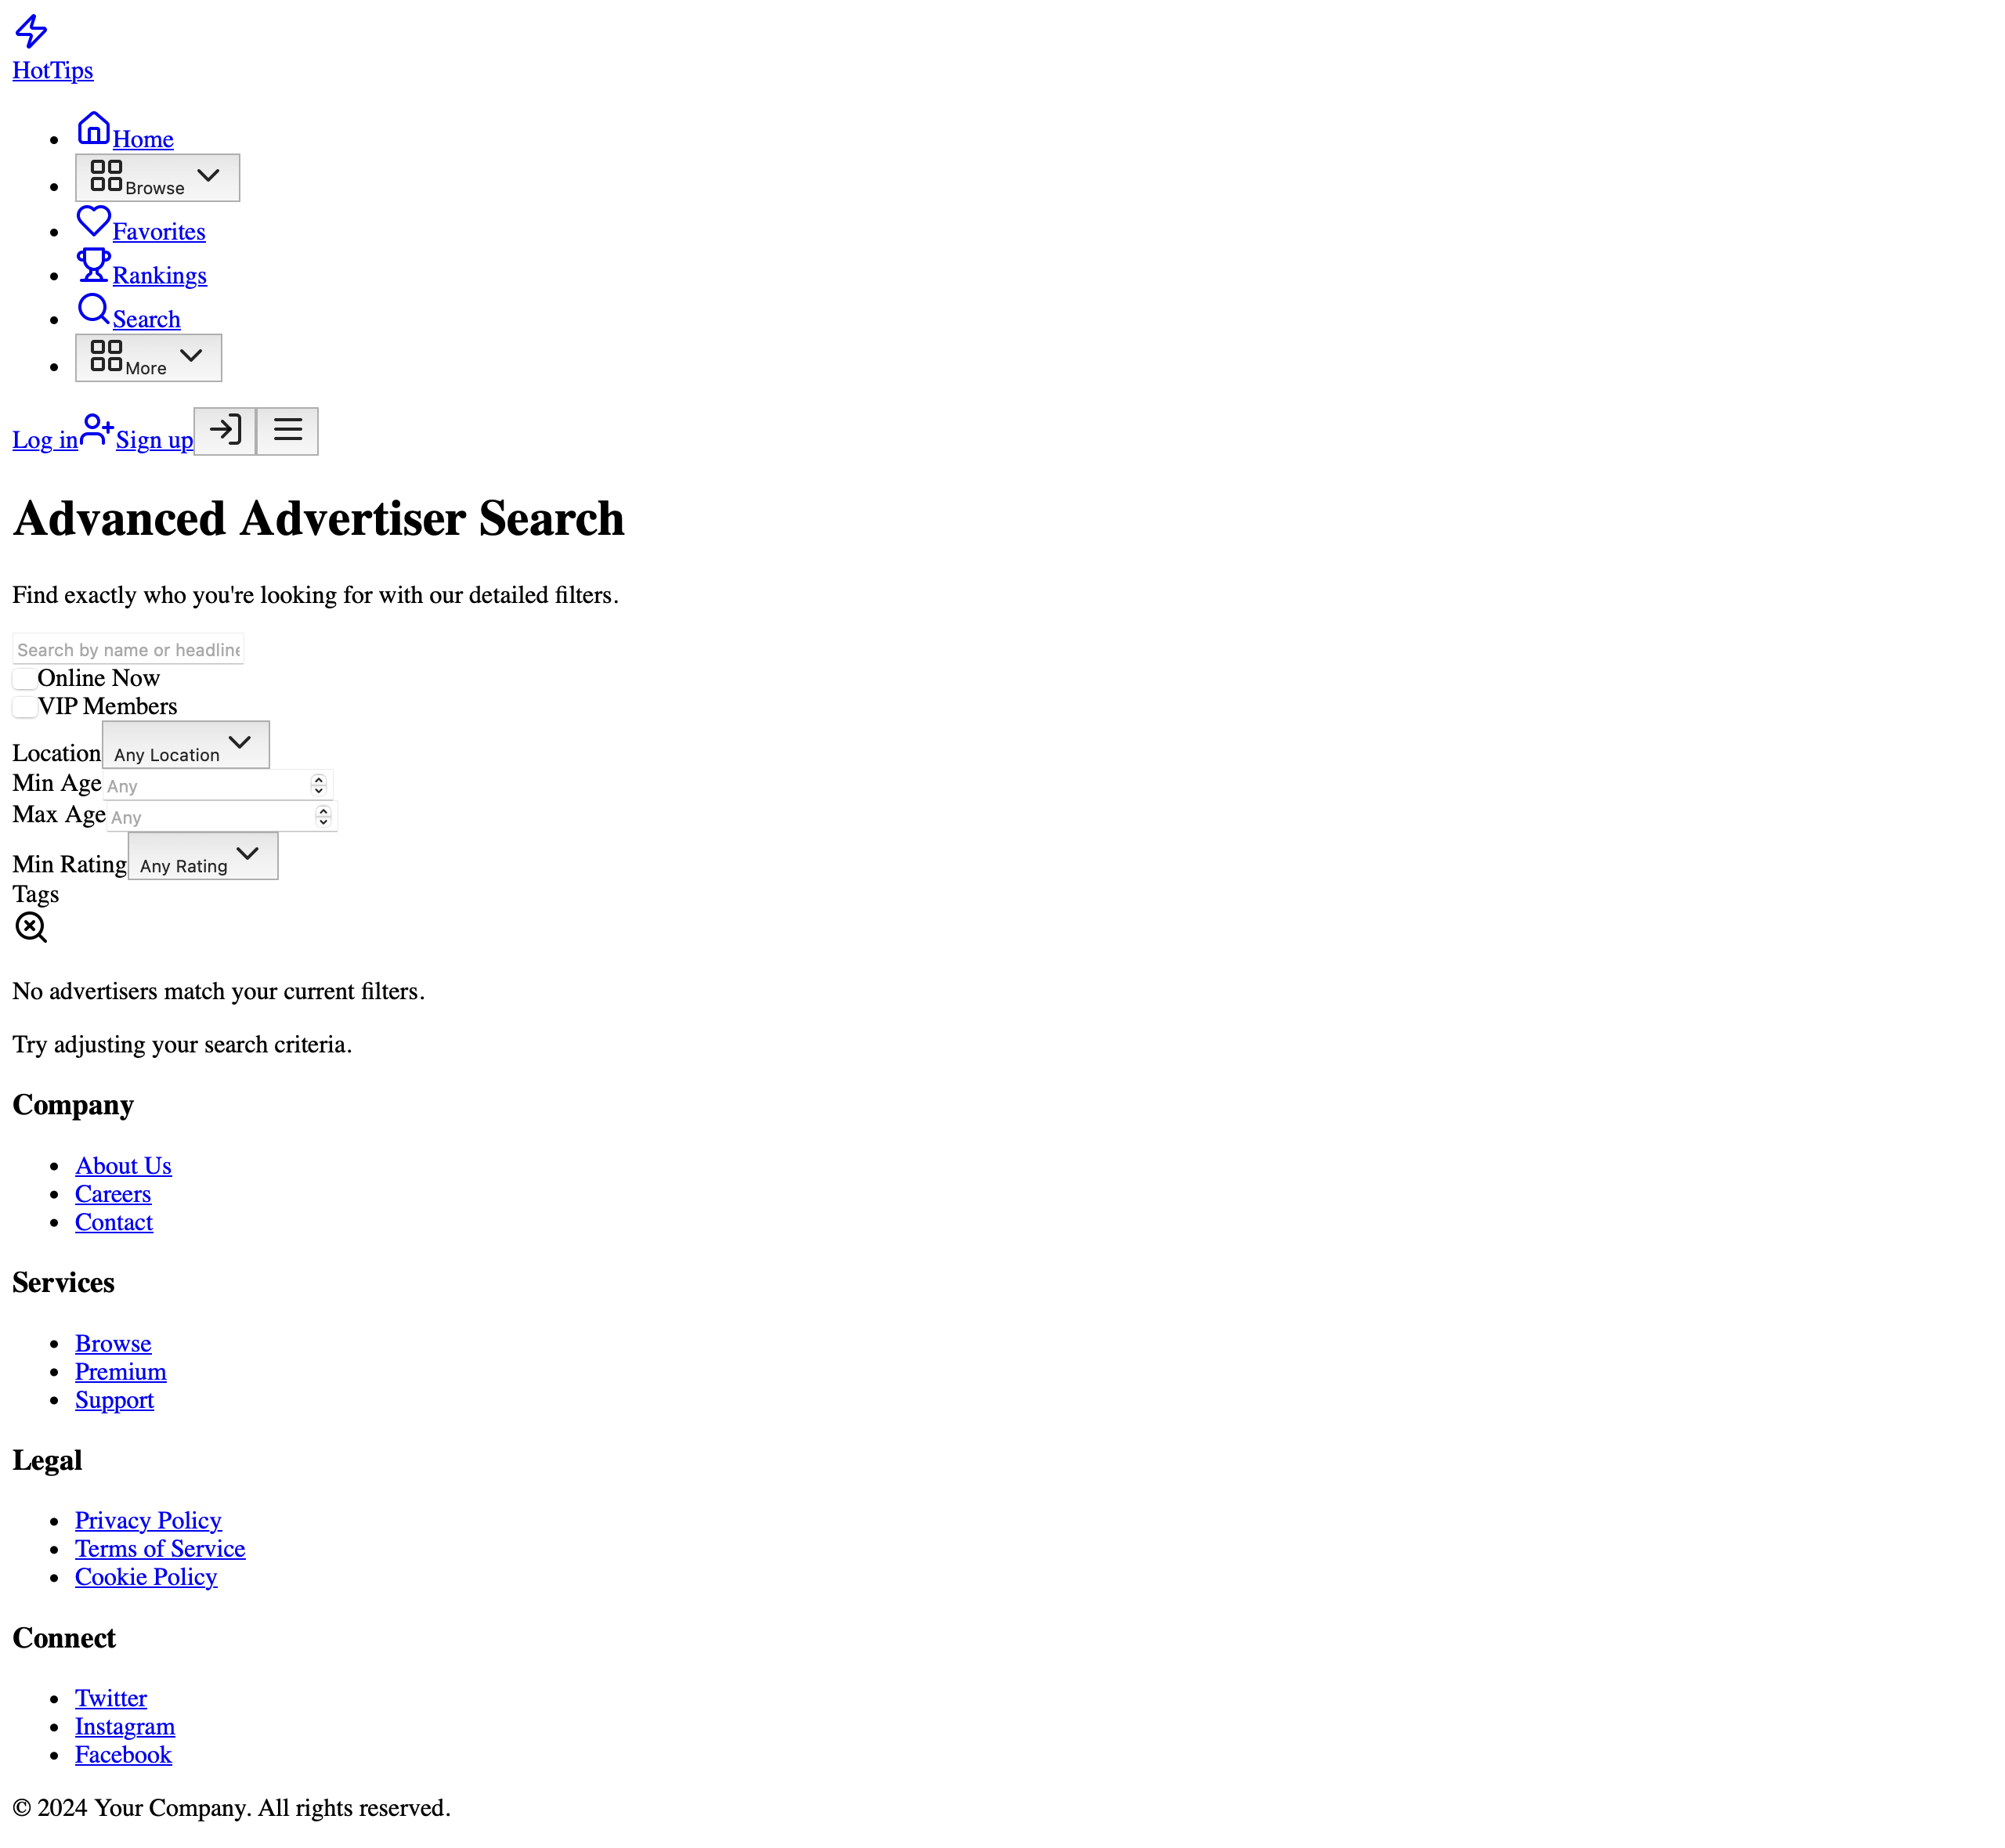 HotTips
Home
Browse
Favorites
Rankings
Search
More
Log in Sign up
Advanced Advertiser Search
Find exactly who you're looking for with our detailed filters.
Search by name or headline
Online Now
VIP Members
Location Any Location
Min Age Any
Max Age Any
Min Rating Any Rating
Tags
No advertisers match your current filters.
Try adjusting your search criteria.
Company
About Us
Careers
Contact
Services
Browse
Premium
Support
Legal
Privacy Policy
Terms of Service
Cookie Policy
Connect
Twitter
Instagram
Facebook
© 2024 Your Company. All rights reserved.